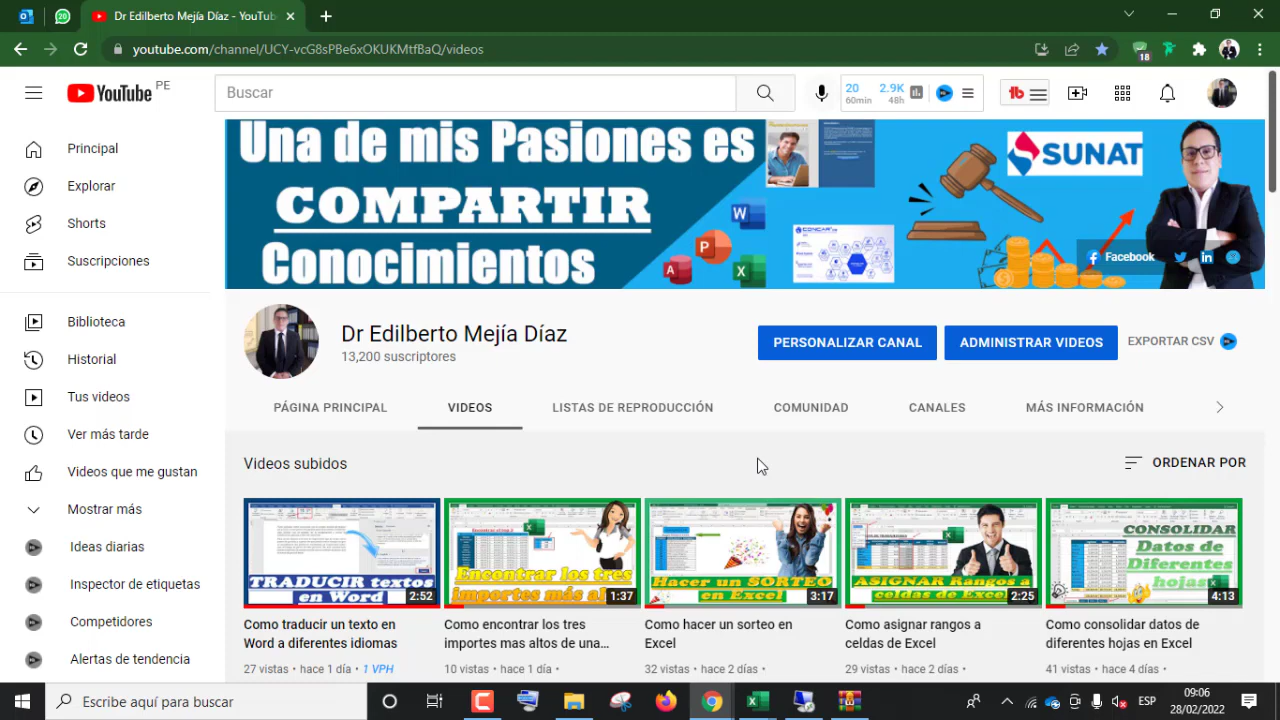 Dr Edilberto Mejía Díaz - YouTub
youtube.com/channel/UCY-vcG8sPBe6xOKUKMtfBaQ/videos
18
YouTube PE
Buscar
20
60min
2.9K
48h
Principal
Explorar
Shorts
Suscripciones
Biblioteca
Historial
Tus videos
Ver más tarde
Videos que me gustan
Mostrar más
Ideas diarias
Inspector de etiquetas
Competidores
Alertas de tendencia
Una de mis Pasiones es
COMPARTIR
Conocimientos
SUNAT
W
P
A
X
CONCAR
Facebook
Dr Edilberto Mejía Díaz
13,200 suscriptores
PERSONALIZAR CANAL
ADMINISTRAR VIDEOS
EXPORTAR CSV
PÁGINA PRINCIPAL
VIDEOS
LISTAS DE REPRODUCCIÓN
COMUNIDAD
CANALES
MÁS INFORMACIÓN
Videos subidos
ORDENAR POR
TRADUCIR textos
en Word
2:52
Como traducir un texto en
Word a diferentes idiomas
27 vistas • hace 1 día • 1 VPH
Encontrar los tres
importes más al
1:37
Como encontrar los tres
importes mas altos de una...
10 vistas • hace 1 día •
Hacer un SORTEO
en Excel
3:17
Como hacer un sorteo en
Excel
32 vistas • hace 2 días •
ASIGNAR Rangos a
celdas de Excel
2:25
Como asignar rangos a
celdas de Excel
29 vistas • hace 2 días •
CONSOLIDAR
Datos de
Diferentes
hojas
4:13
Como consolidar datos de
diferentes hojas en Excel
41 vistas • hace 4 días •
Escribe aquí para buscar
ESP
09:06
28/02/2022